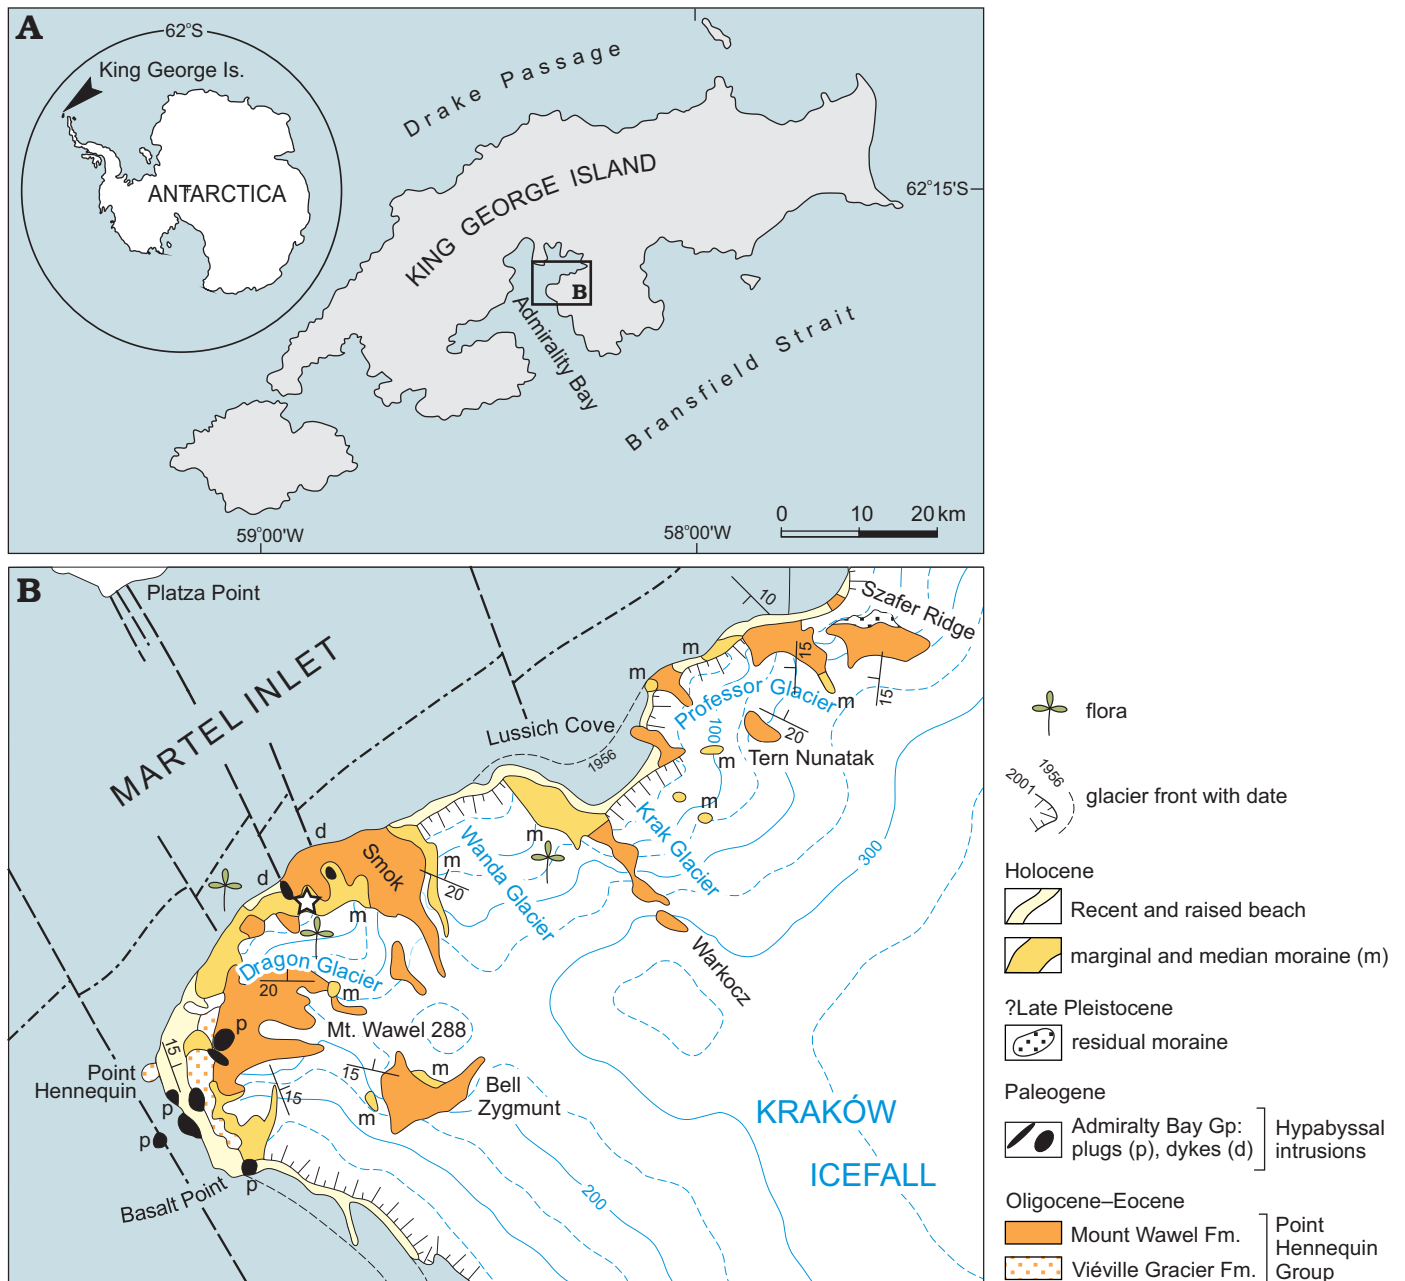 A
62°S
King George Is.
ANTARCTICA
Drake Passage
KING GEORGE ISLAND
62°15'S
B
Admirality Bay
Bransfield Strait
0 10 20 km
59°00'W
58°00'W
B
Platza Point
MARTEL INLET
10
Szafer Ridge
m
m
15
15
m
Professor Glacier
100
20
Lussich Cove
1956
Tern Nunatak
m
m
Krak Glacier
300
d
Smok
Wanda Glacier
m
m
20
d
m
Warkocz
Dragon Glacier
20
m
Mt. Wawel 288
p
15
Point
Hennequin
15
m
Bell
Zygmunt
15
m
p
p
KRAKÓW
ICEFALL
p
Basalt Point
200
flora
1956
2001
glacier front with date
Holocene
Recent and raised beach
marginal and median moraine (m)
?Late Pleistocene
residual moraine
Paleogene
Admiralty Bay Gp:
plugs (p), dykes (d)
Hypabyssal
intrusions
Oligocene–Eocene
Mount Wawel Fm.
Viéville Gracier Fm.
Point
Hennequin
Group